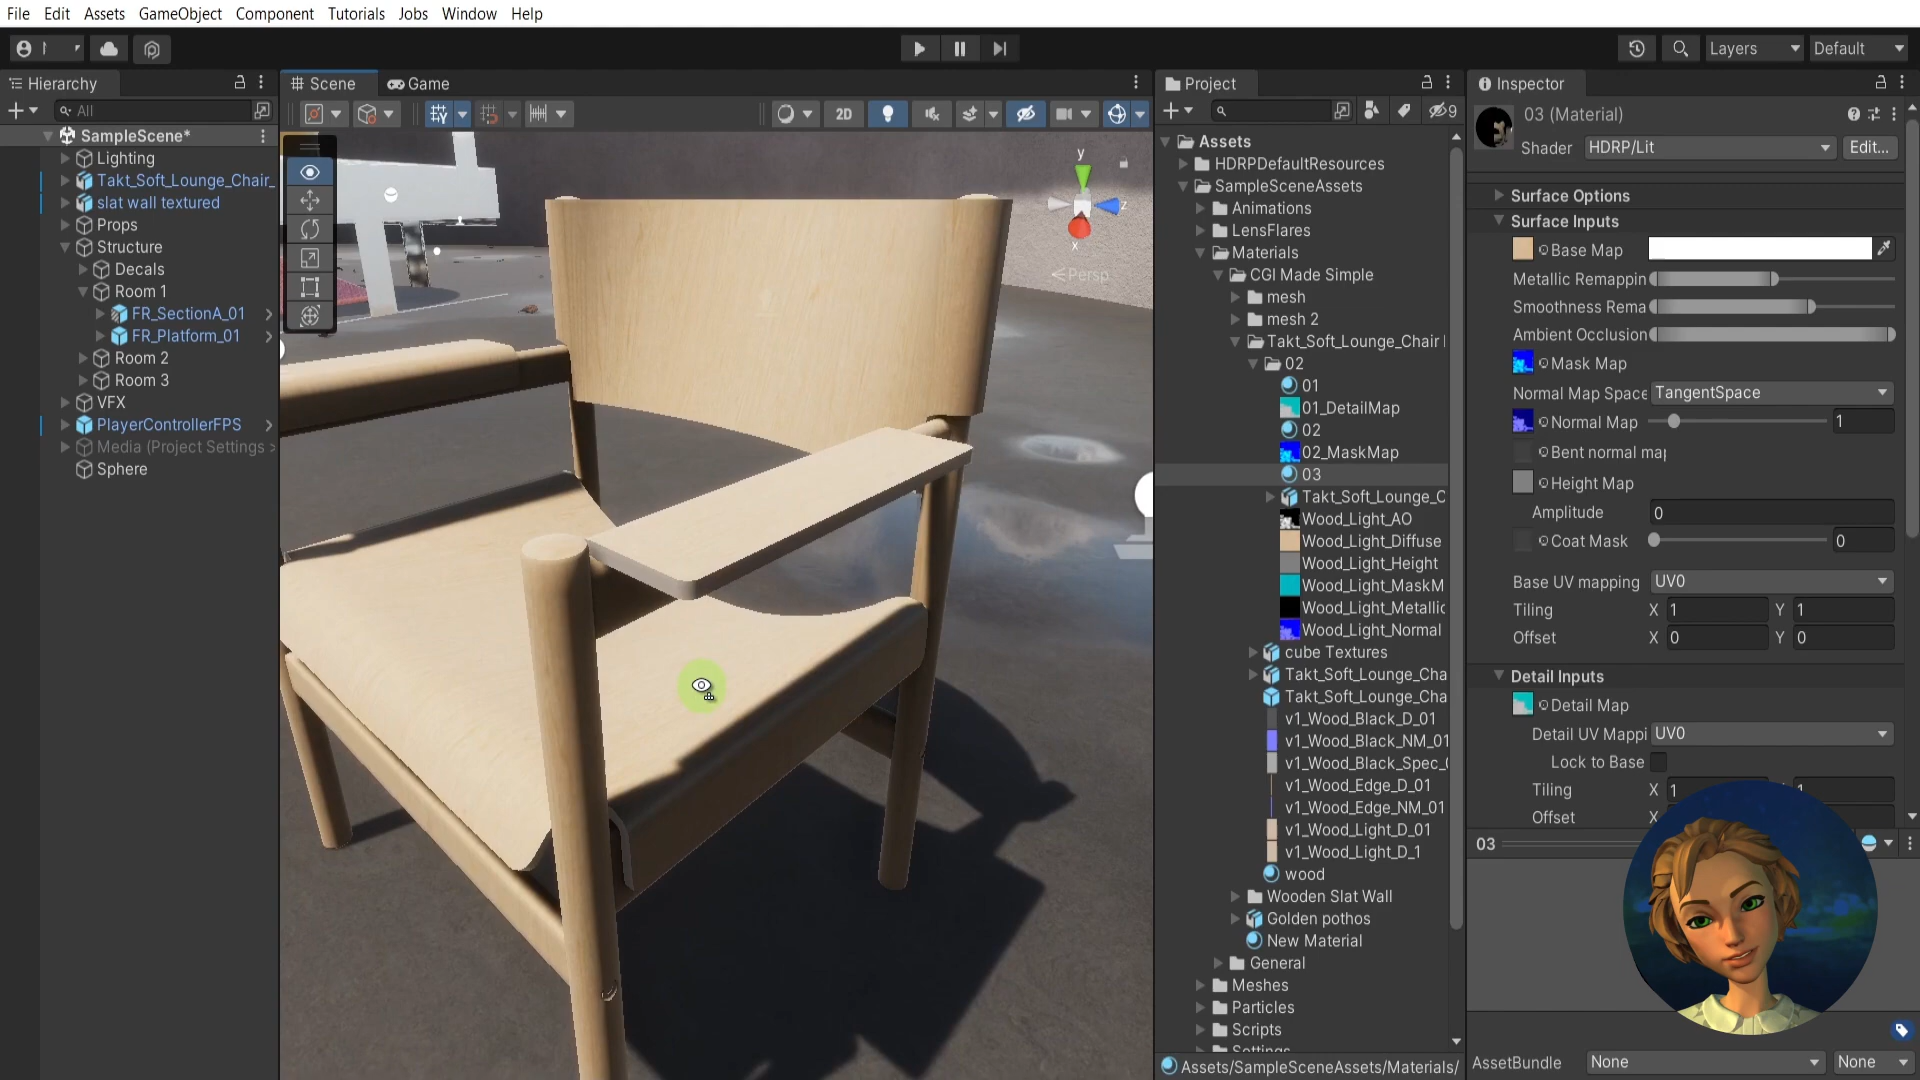 File Edit Assets GameObject Component Tutorials Jobs Window Help
Layers
Default
Hierarchy
All
SampleScene*
Lighting
Takt_Soft_Lounge_Chair_
slat wall textured
Props
Structure
Decals
Room 1
FR_SectionA_01
FR_Platform_01
Room 2
Room 3
VFX
PlayerControllerFPS
Media (Project Settings
Sphere
Scene
Game
2D
y
z
x
Persp
Project
9
Assets
HDRPDefaultResources
SampleSceneAssets
Animations
LensFlares
Materials
CGI Made Simple
mesh
mesh 2
Takt_Soft_Lounge_Chair
02
01
01_DetailMap
02
02_MaskMap
03
Takt_Soft_Lounge_C
Wood_Light_AO
Wood_Light_Diffuse
Wood_Light_Height
Wood_Light_MaskM
Wood_Light_Metallic
Wood_Light_Normal
cube Textures
Takt_Soft_Lounge_Cha
Takt_Soft_Lounge_Cha
v1_Wood_Black_D_01
v1_Wood_Black_NM_01
v1_Wood_Black_Spec_
v1_Wood_Edge_D_01
v1_Wood_Edge_NM_01
v1_Wood_Light_D_01
v1_Wood_Light_D_1
wood
Wooden Slat Wall
Golden pothos
New Material
General
Meshes
Particles
Scripts
Settings
Assets/SampleSceneAssets/Materials/
Inspector
03 (Material)
Shader HDRP/Lit Edit...
Surface Options
Surface Inputs
Base Map
Metallic Remappin
Smoothness Rema
Ambient Occlusion
Mask Map
Normal Map Space TangentSpace
Normal Map 1
Bent normal map
Height Map
Amplitude 0
Coat Mask 0
Base UV mapping UV0
Tiling X 1 Y 1
Offset X 0 Y 0
Detail Inputs
Detail Map
Detail UV Mappi UV0
Lock to Base
Tiling X 1 1
Offset X
03
AssetBundle None None